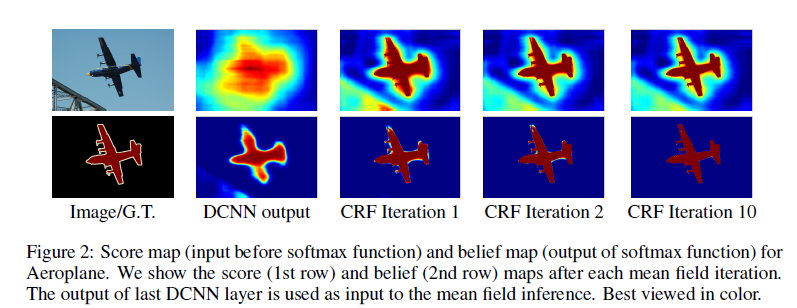 Image/G.T. DCNN output CRF Iteration 1 CRF Iteration 2 CRF Iteration 10
Figure 2: Score map (input before softmax function) and belief map (output of softmax function) for
Aeroplane. We show the score (1st row) and belief (2nd row) maps after each mean field iteration.
The output of last DCNN layer is used as input to the mean field inference. Best viewed in color.